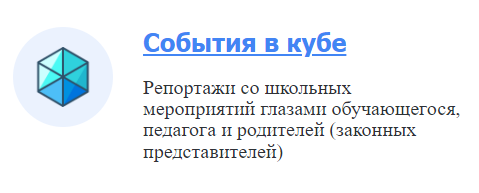 События в кубе
Репортажи со школьных
мероприятий глазами обучающегося,
педагога и родителей (законных
представителей)